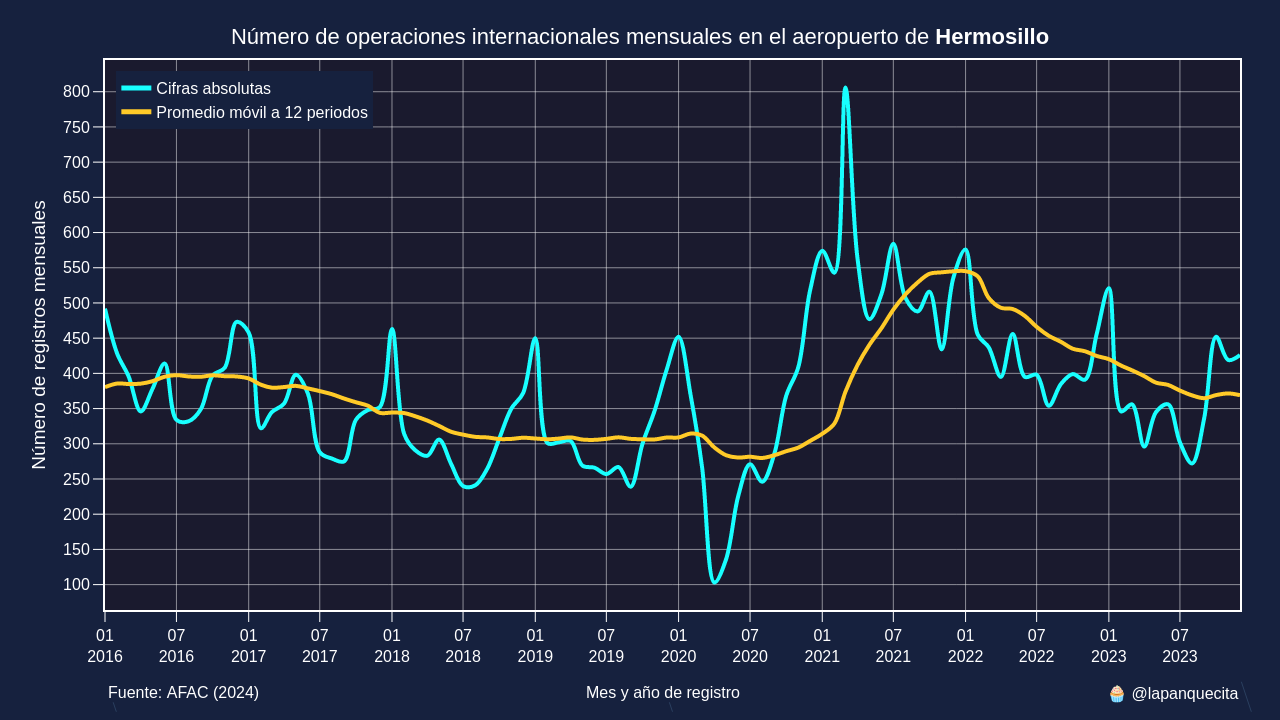 Número de operaciones internacionales mensuales en el aeropuerto de Hermosillo
Cifras absolutas
Promedio móvil a 12 periodos
Número de registros mensuales
800
750
700
650
600
550
500
450
400
350
300
250
200
150
100
01 07 01 07 01 07 01 07 01 07 01 07 01 07 01 07
2016 2016 2017 2017 2018 2018 2019 2019 2020 2020 2021 2021 2022 2022 2023 2023
Fuente: AFAC (2024) Mes y año de registro 🧁 @lapanquecita